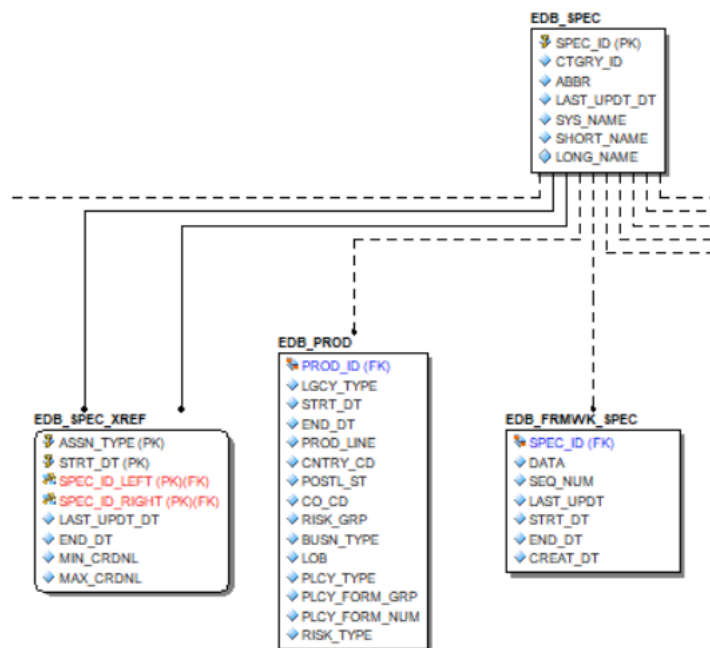 EDB_$PEC
SPEC_ID (PK)
CTGRY_ID
ABBR
LAST_UPDT_DT
SYS_NAME
SHORT_NAME
LONG_NAME
EDB_$PEC_XREF
ASSN_TYPE (PK)
STRT_DT (PK)
SPEC_ID_LEFT (PK)(FK)
SPEC_ID_RIGHT (PK)(FK)
LAST_UPDT_DT
END_DT
MIN_CRDNL
MAX_CRDNL
EDB_PROD
PROD_ID (FK)
LGCY_TYPE
STRT_DT
END_DT
PROD_LINE
CNTRY_CD
POSTL_ST
CO_CD
RISK_GRP
BUSN_TYPE
LOB
PLCY_TYPE
PLCY_FORM_GRP
PLCY_FORM_NUM
RISK_TYPE
EDB_FRMWK_$PEC
SPEC_ID (FK)
DATA
SEQ_NUM
LAST_UPDT
STRT_DT
END_DT
CREAT_DT